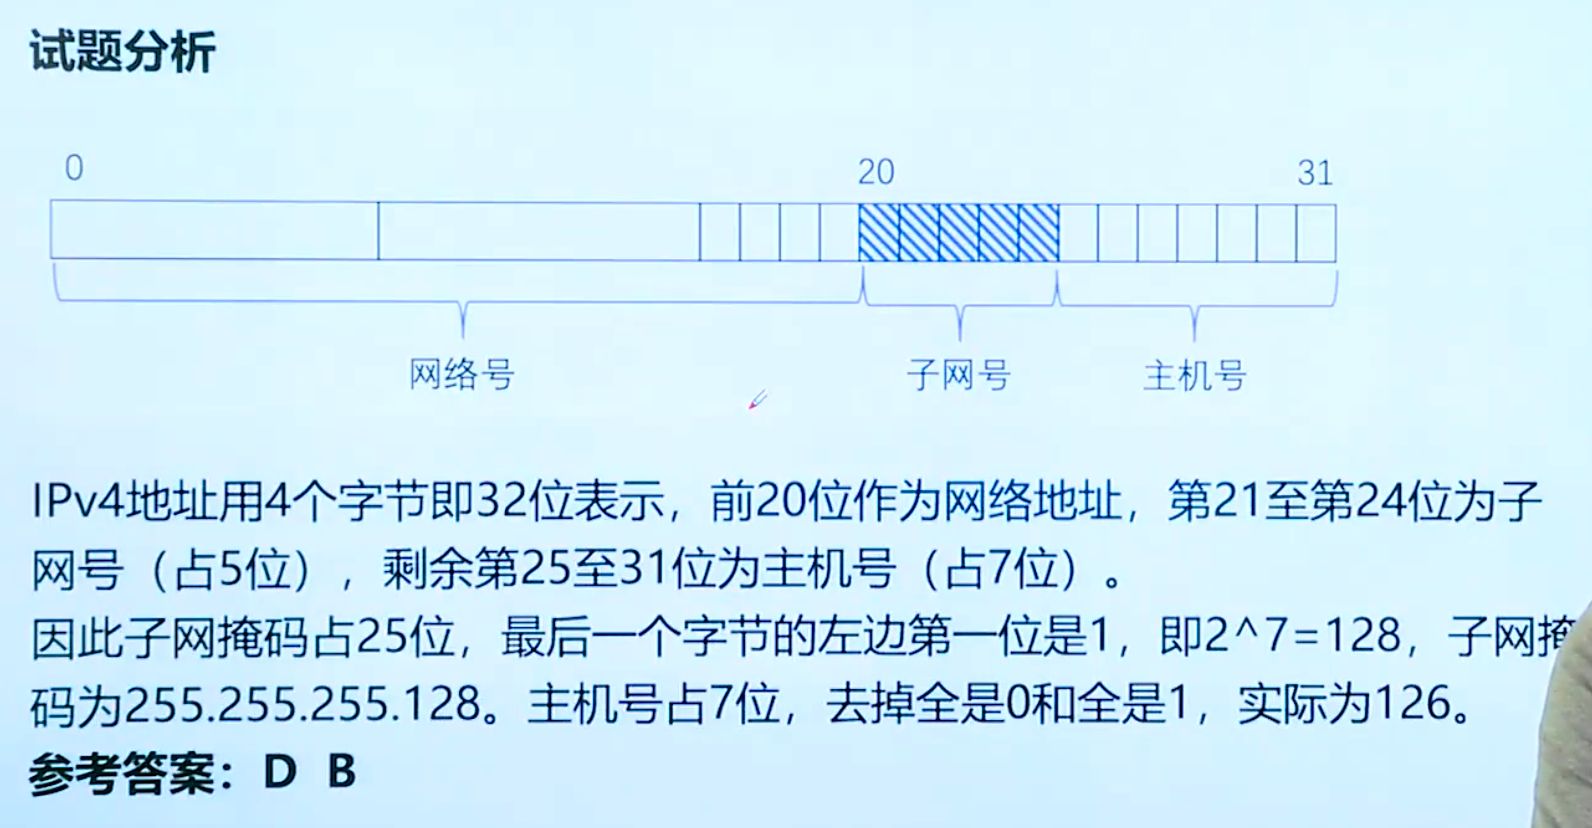 试题分析
0 20 31
网络号 子网号 主机号
IPv4地址用4个字节即32位表示，前20位作为网络地址，第21至第24位为子
网号（占5位），剩余第25至31位为主机号（占7位）。
因此子网掩码占25位，最后一个字节的左边第一位是1，即2^7=128，子网掩
码为255.255.255.128。主机号占7位，去掉全是0和全是1，实际为126。
参考答案：D B